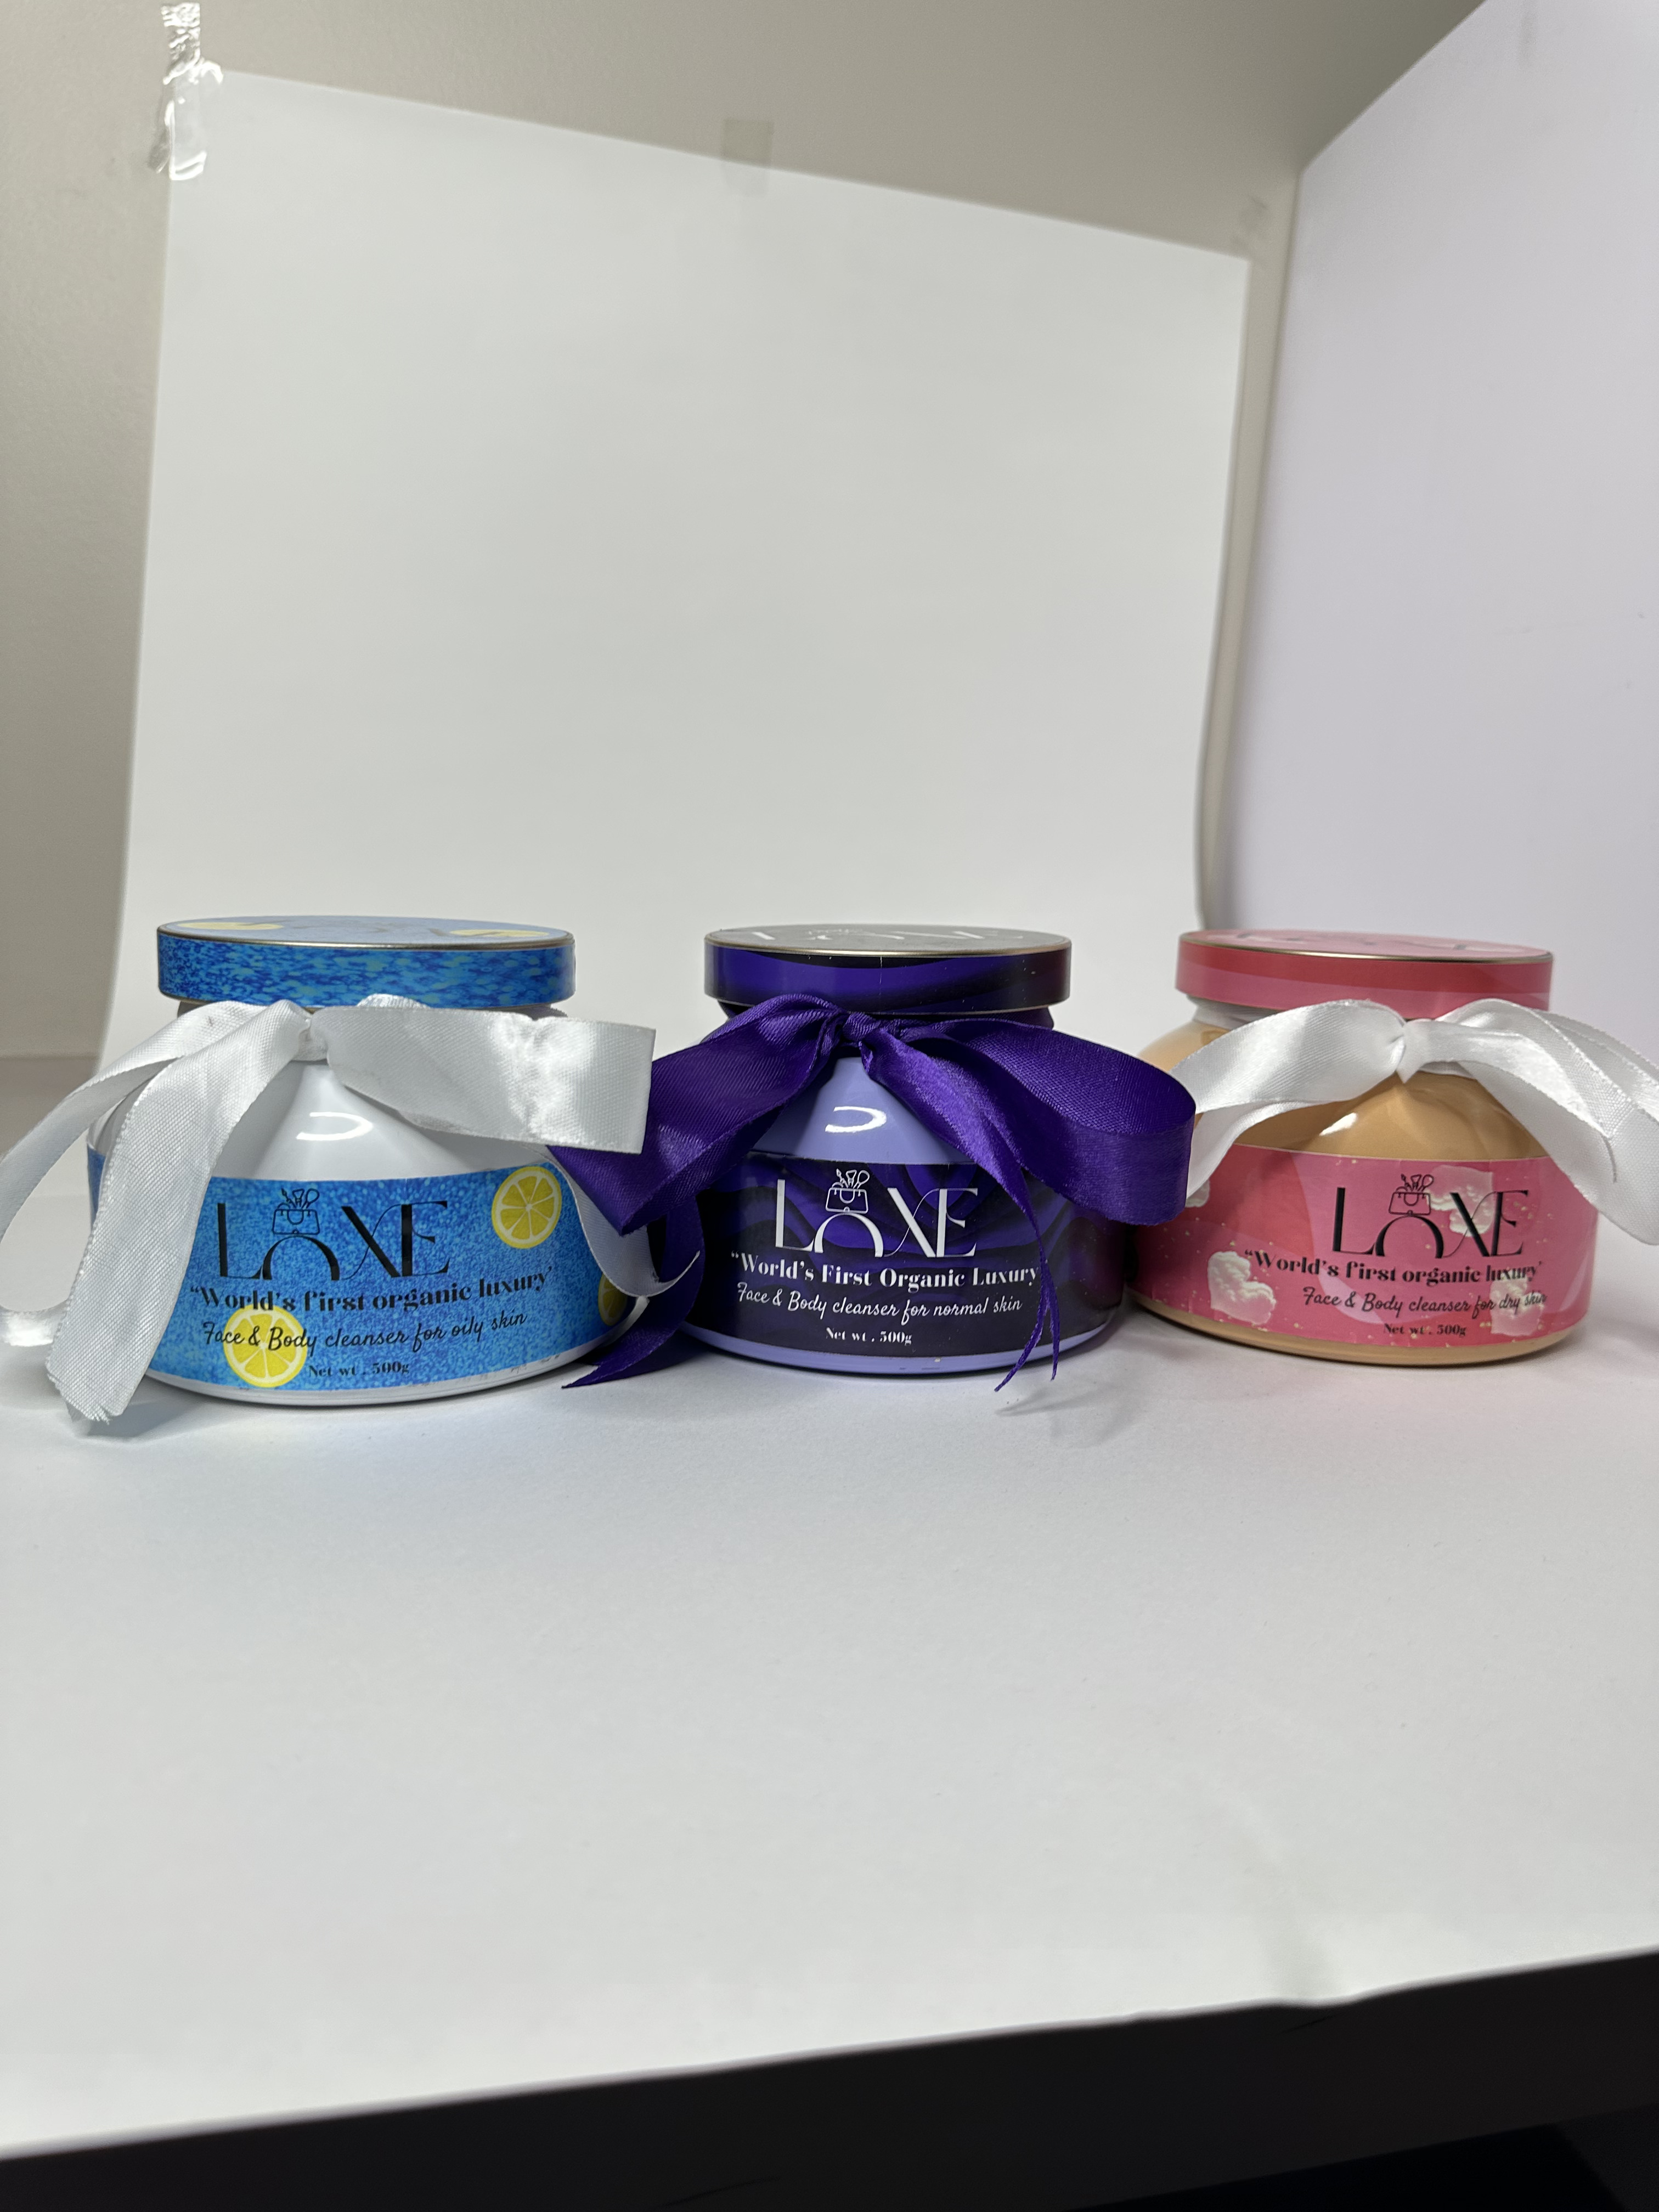 LOXE
“World's first organic luxury”
Face & Body cleanser for oily skin
Net wt . 500g
LOXE
“World's First Organic Luxury
Face & Body cleanser for normal skin
Net wt . 500g
LOXE
“World's first organic luxury”
Face & Body cleanser for dry skin
Net wt . 500g